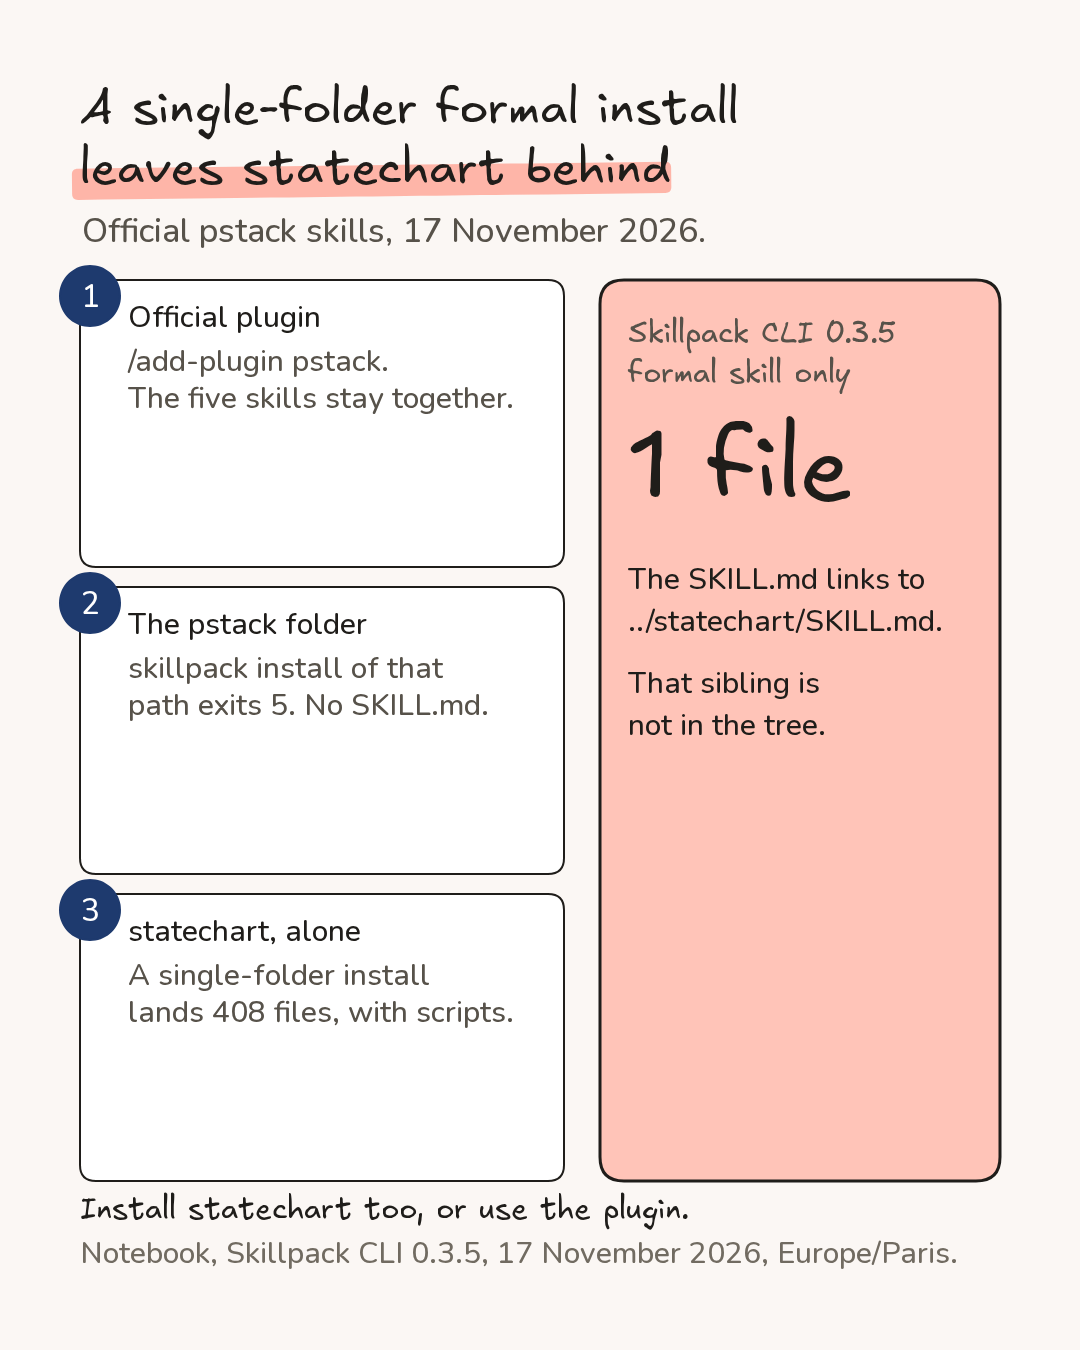 A single-folder formal install
leaves statechart behind
Official pstack skills, 17 November 2026.
1
Official plugin
/add-plugin pstack.
The five skills stay together.
2
The pstack folder
skillpack install of that
path exits 5. No SKILL.md.
3
statechart, alone
A single-folder install
lands 408 files, with scripts.
Skillpack CLI 0.3.5
formal skill only
1 file
The SKILL.md links to
../statechart/SKILL.md.
That sibling is
not in the tree.
Install statechart too, or use the plugin.
Notebook, Skillpack CLI 0.3.5, 17 November 2026, Europe/Paris.